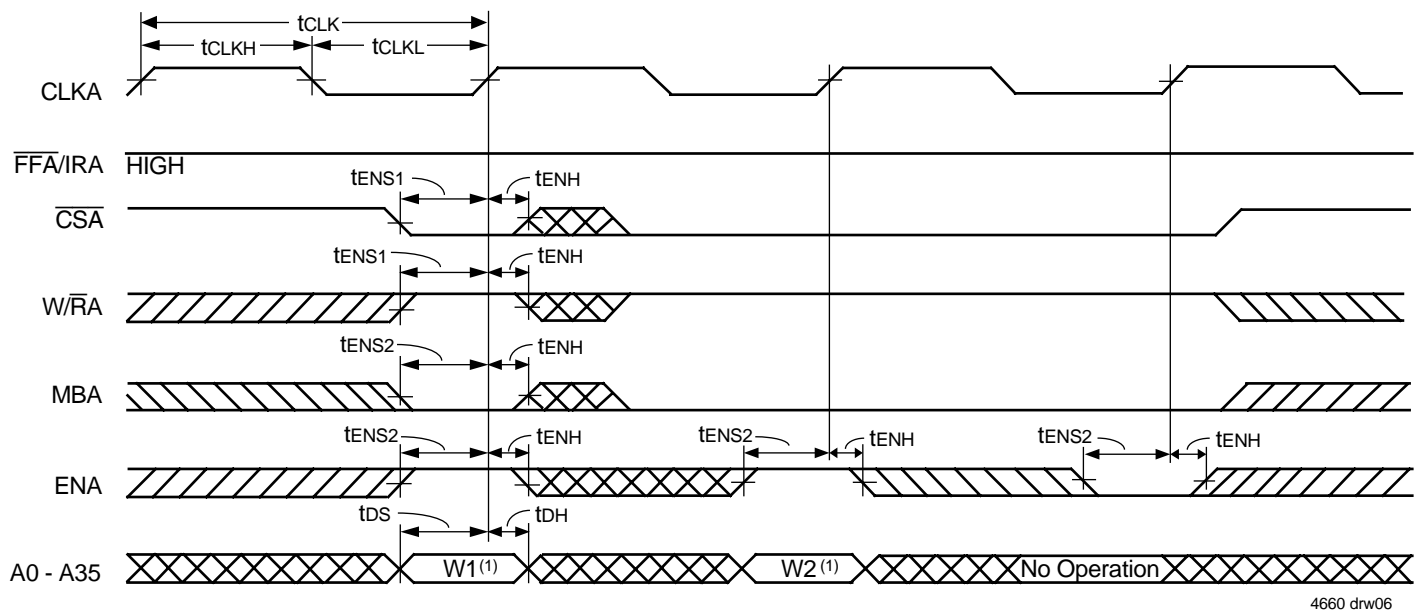 tCLK
tCLKH
tCLKL
CLKA
FFA/IRA HIGH
tENS1
tENH
CSA
tENS1
tENH
W/RA
tENS2
tENH
MBA
tENS2
tENH
tENS2
tENH
tENS2
tENH
ENA
tDS
tDH
A0 - A35
W1(1)
W2(1)
No Operation
4660 drw06